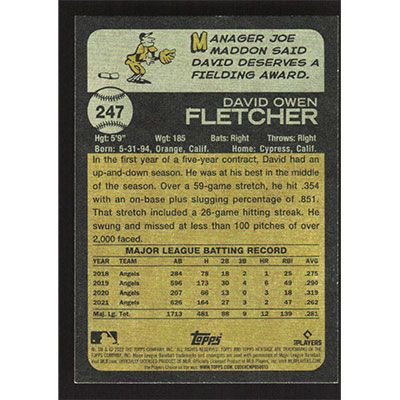 MANAGER JOE
MADDON SAID
DAVID DESERVES A
FIELDING AWARD.
247
DAVID OWEN
FLETCHER
Hgt: 5'9" Wgt: 185 Bats: Right Throws: Right
Born: 5-31-94, Orange, Calif. Home: Cypress, Calif.
In the first year of a five-year contract, David had an
up-and-down season. He was at his best in the middle
of the season. Over a 59-game stretch, he hit .354
with an on-base plus slugging percentage of .851.
That stretch included a 26-game hitting streak. He
swung and missed at less than 100 pitches of over
2,000 faced.
MAJOR LEAGUE BATTING RECORD
YEAR TEAM AB H 2B 3B HR RBI AVG.
2018 Angels 284 78 18 2 1 25 .275
2019 Angels 596 173 30 4 6 49 .290
2020 Angels 207 66 13 0 3 18 .319
2021 Angels 626 164 27 3 2 47 .262
Maj. Lg. Tot. 1713 481 88 9 12 139 .281
Topps
PLAYERS